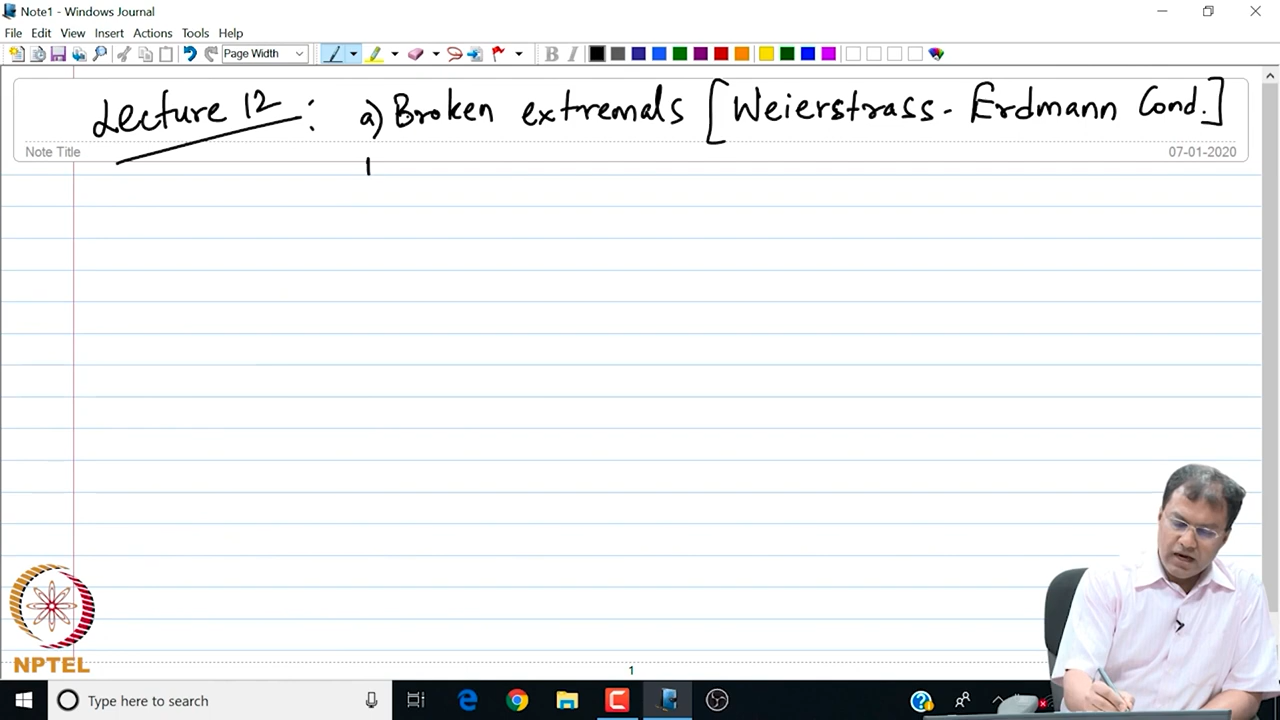 Note1 - Windows Journal
File Edit View Insert Actions Tools Help
Page Width
B I
Lecture 12 : a) Broken extremals [Weierstrass - Erdmann Cond.]
Note Title
07-01-2020
NPTEL
1
Type here to search